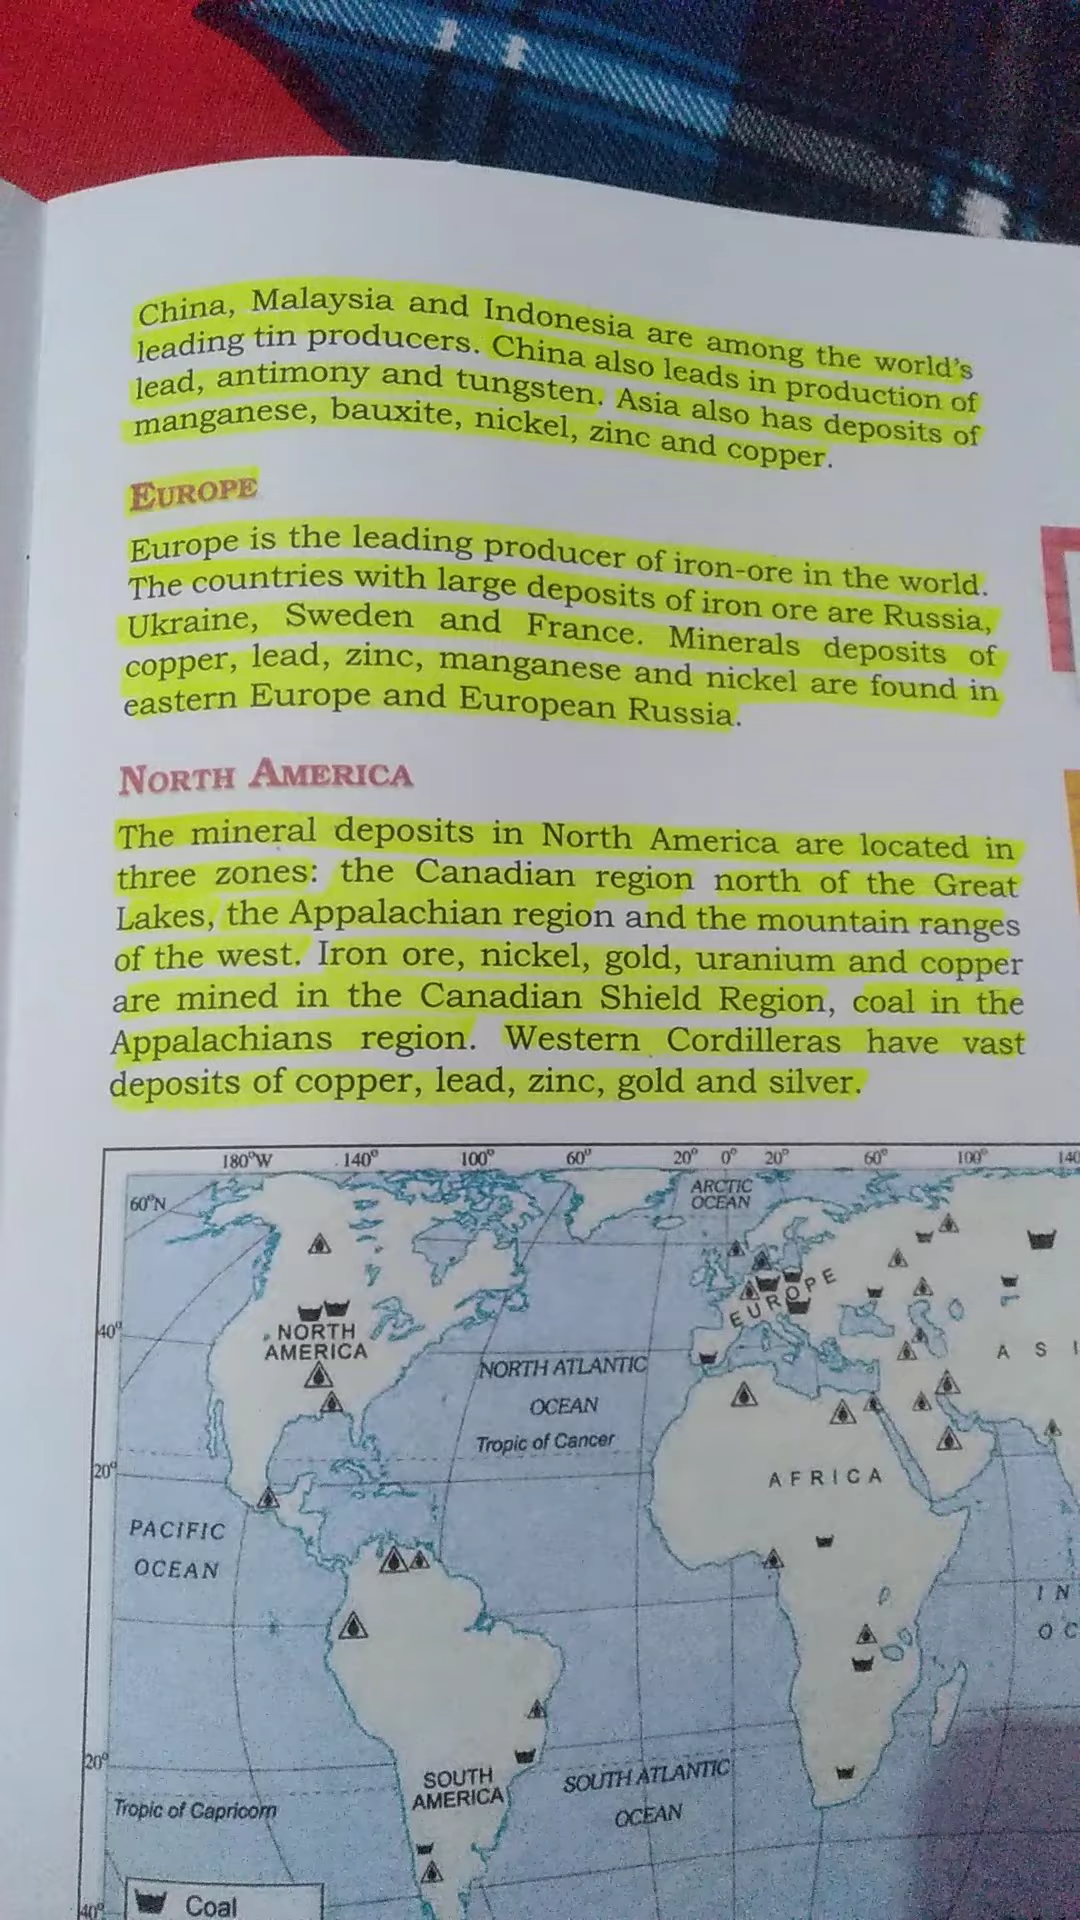 China, Malaysia and Indonesia are among the world's
leading tin producers. China also leads in production of
lead, antimony and tungsten. Asia also has deposits of
manganese, bauxite, nickel, zinc and copper.
EUROPE
Europe is the leading producer of iron-ore in the world.
The countries with large deposits of iron ore are Russia,
Ukraine, Sweden and France. Minerals deposits of
copper, lead, zinc, manganese and nickel are found in
eastern Europe and European Russia.
NORTH AMERICA
The mineral deposits in North America are located in
three zones: the Canadian region north of the Great
Lakes, the Appalachian region and the mountain ranges
of the west. Iron ore, nickel, gold, uranium and copper
are mined in the Canadian Shield Region, coal in the
Appalachians region. Western Cordilleras have vast
deposits of copper, lead, zinc, gold and silver.
180°W 140° 100° 60° 20° 0° 20° 60° 100° 140
ARCTIC
OCEAN
60°N
EUROPE
40°
NORTH
AMERICA
A S I
NORTH ATLANTIC
OCEAN
Tropic of Cancer
20°
AFRICA
PACIFIC
OCEAN
I N
O C
20°
SOUTH
AMERICA
SOUTH ATLANTIC
OCEAN
Tropic of Capricorn
40°
Coal